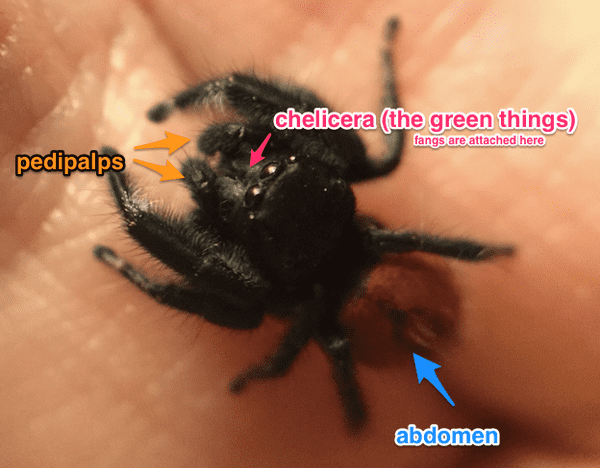 chelicera (the green things)
fangs are attached here
pedipalps
abdomen